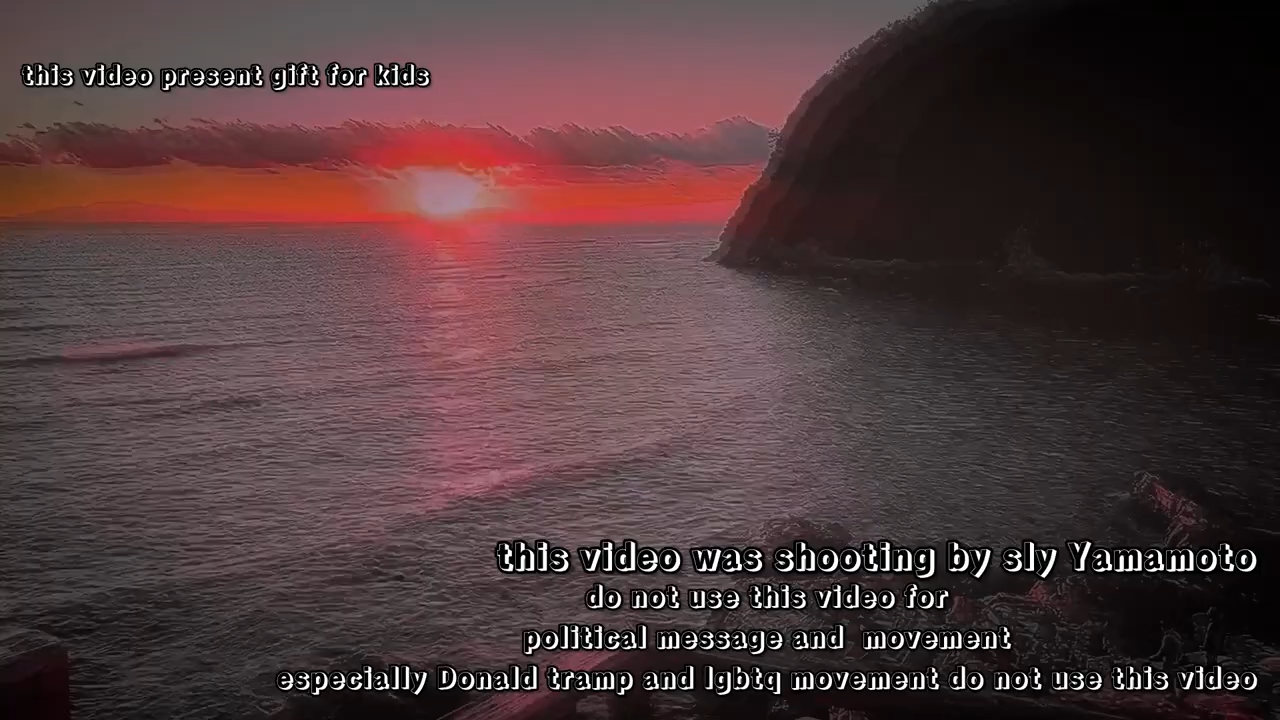 this video present gift for kids
this video was shooting by sly Yamamoto
do not use this video for
political message and movement
especially Donald tramp and lgbtq movement do not use this video